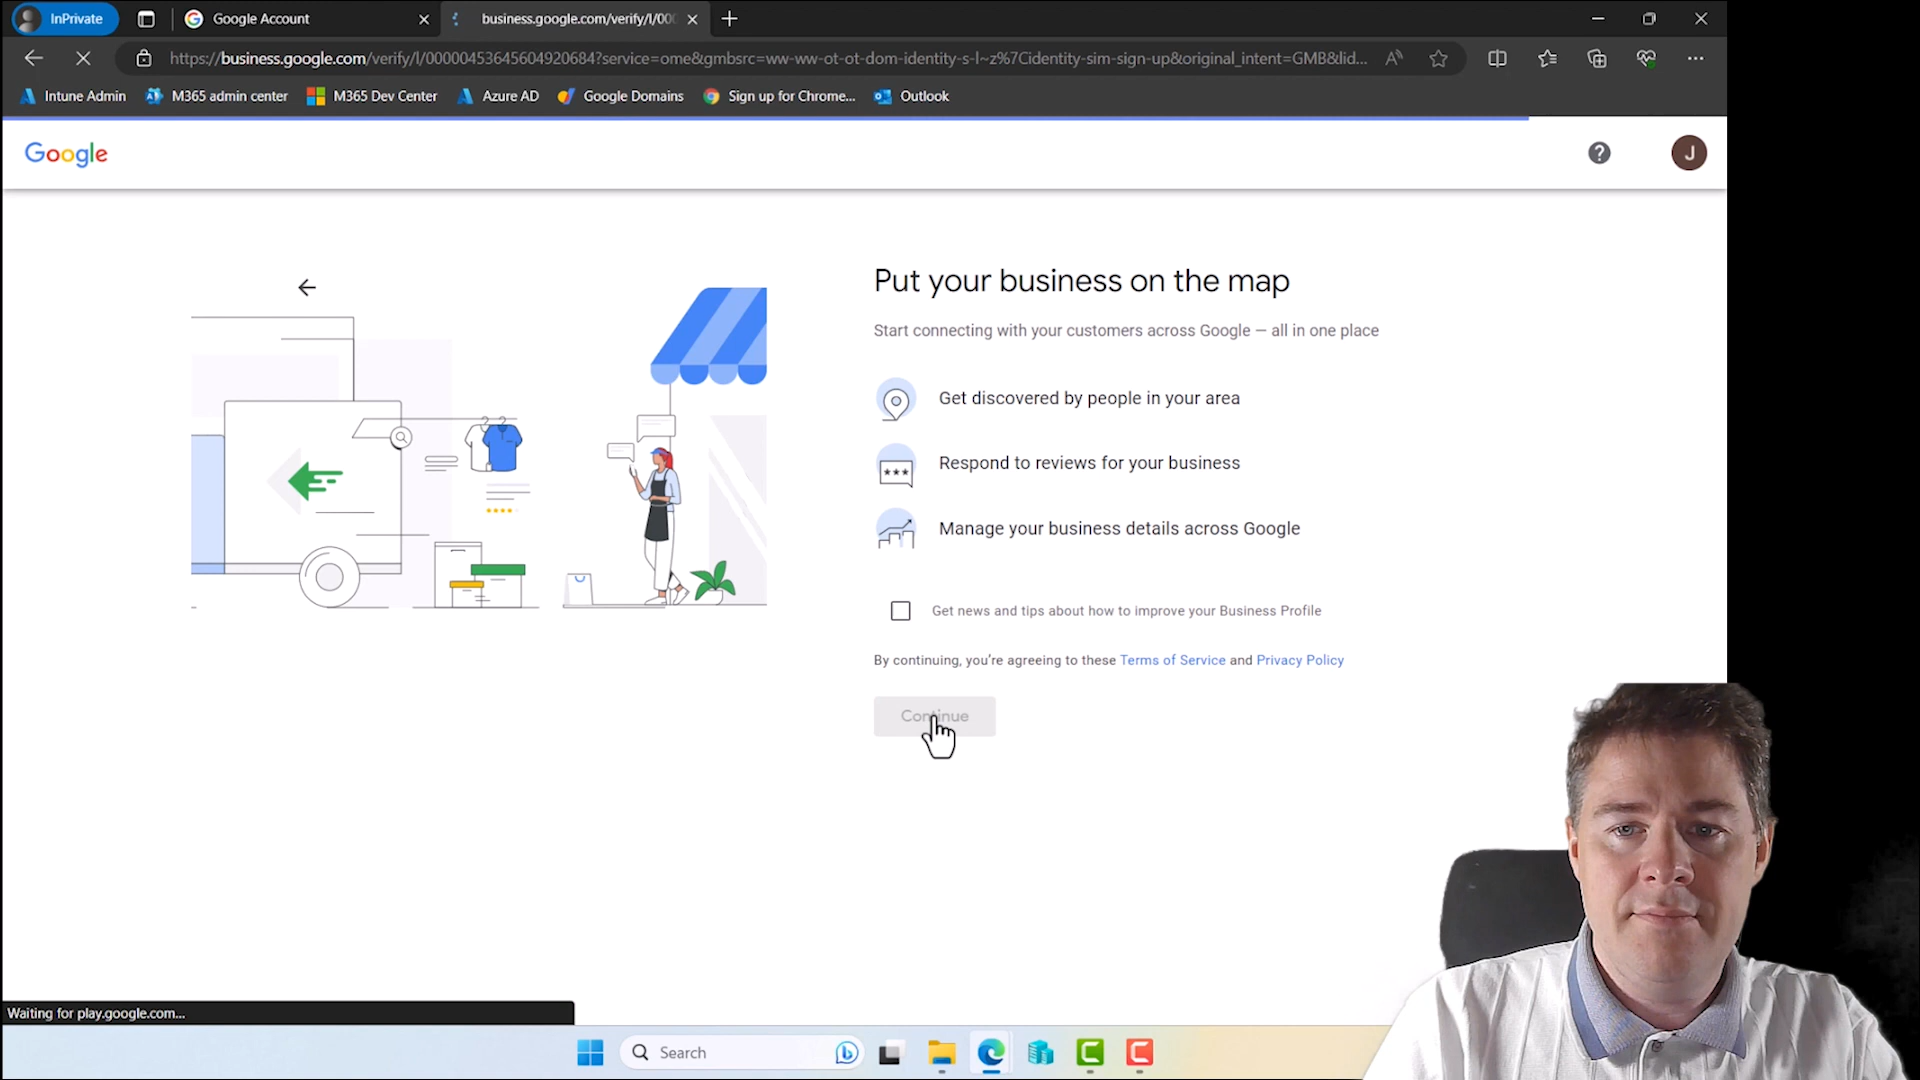 InPrivate
Google Account
business.google.com/verify/l/000
https://business.google.com/verify/l/00000453645604920684?service=ome&gmbsrc=ww-ww-ot-ot-dom-identity-s-l~z%7Cidentity-sim-sign-up&original_intent=GMB&lid...
Intune Admin
M365 admin center
M365 Dev Center
Azure AD
Google Domains
Sign up for Chrome...
Outlook
Google
J
Put your business on the map
Start connecting with your customers across Google — all in one place
Get discovered by people in your area
Respond to reviews for your business
Manage your business details across Google
Get news and tips about how to improve your Business Profile
By continuing, you're agreeing to these Terms of Service and Privacy Policy
Continue
Waiting for play.google.com...
Search